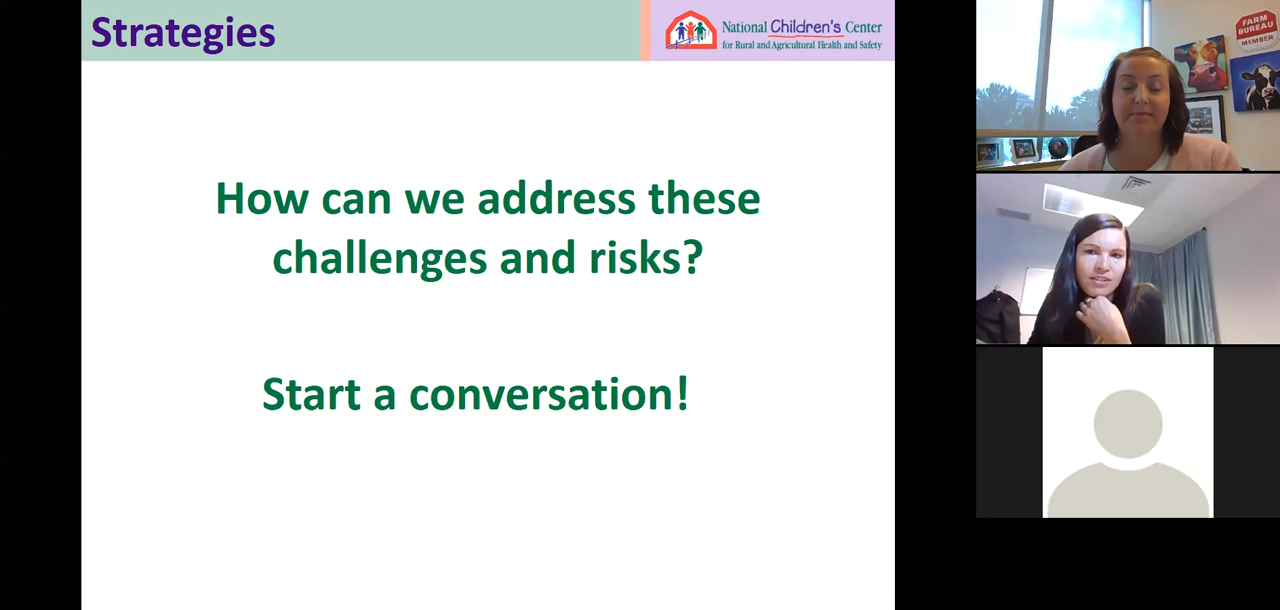 Strategies
National Children's Center
for Rural and Agricultural Health and Safety
FARM
BUREAU
MEMBER
How can we address these
challenges and risks?
Start a conversation!